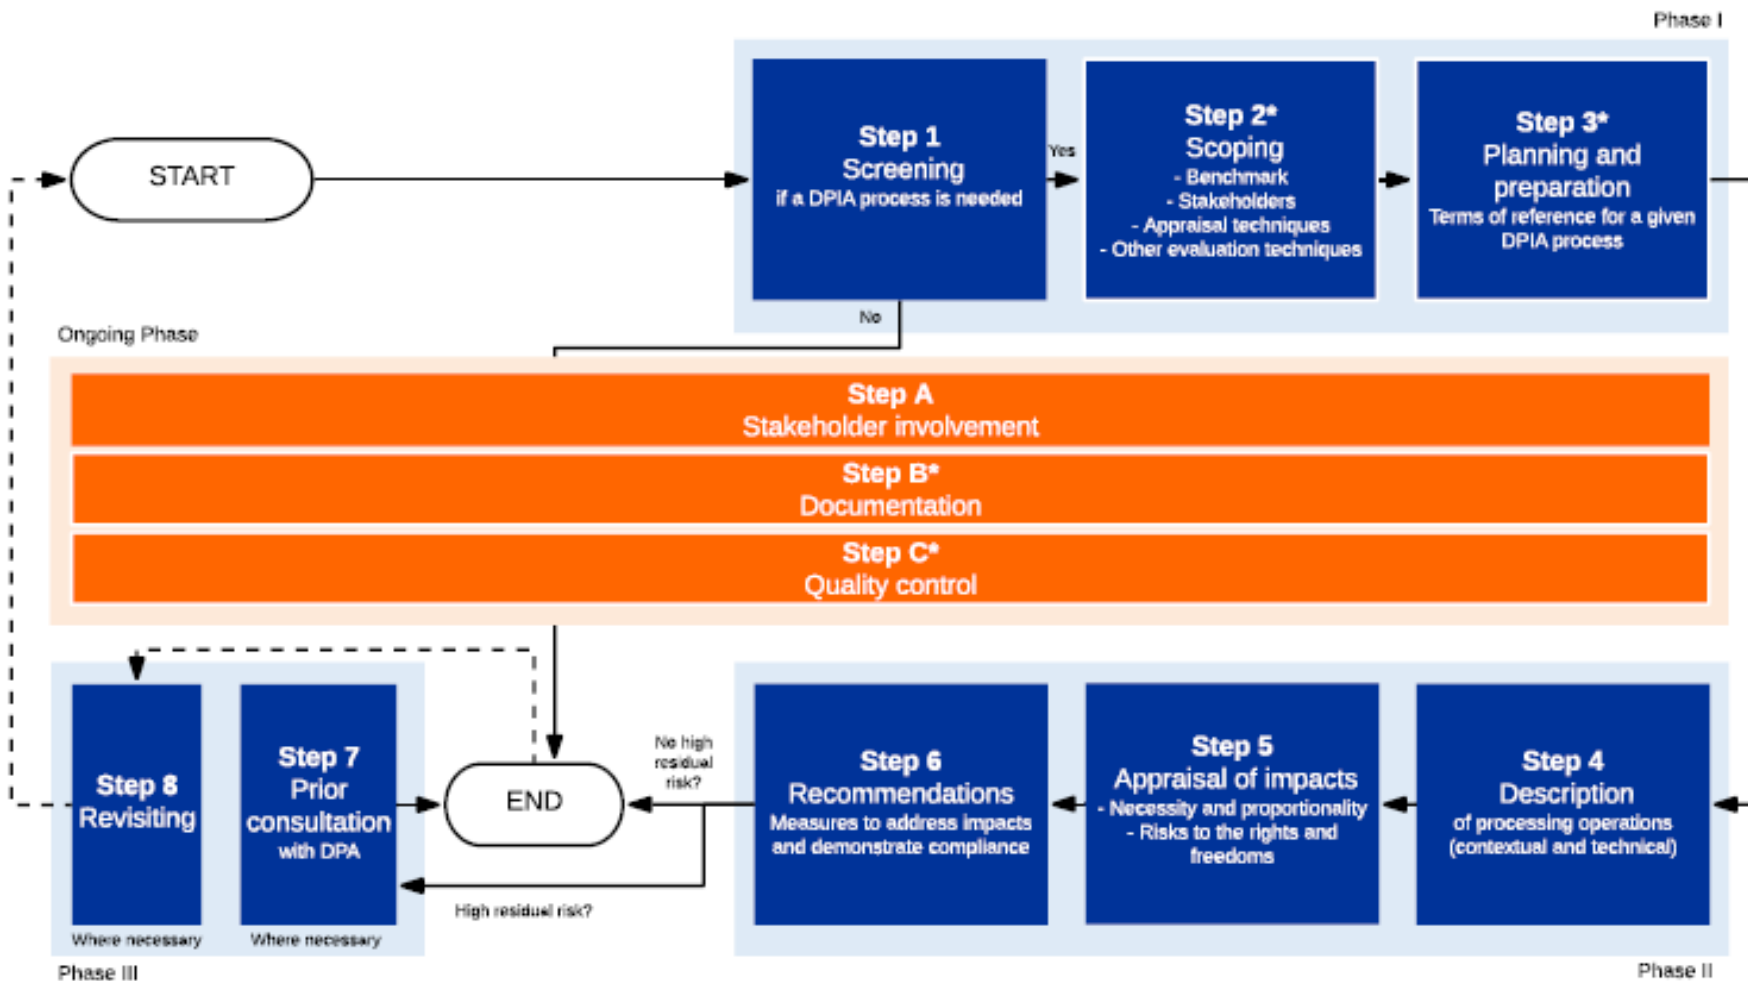 Phase I
START
Step 1
Screening
if a DPIA process is needed
Yes
No
Step 2*
Scoping
- Benchmark
- Stakeholders
- Appraisal techniques
- Other evaluation techniques
Step 3*
Planning and
preparation
Terms of reference for a given
DPIA process
Ongoing Phase
Step A
Stakeholder involvement
Step B*
Documentation
Step C*
Quality control
Step 8
Revisiting
Where necessary
Step 7
Prior
consultation
with DPA
Where necessary
Phase III
END
No high
residual
risk?
High residual risk?
Step 6
Recommendations
Measures to address impacts
and demonstrate compliance
Step 5
Appraisal of impacts
- Necessity and proportionality
- Risks to the rights and
freedoms
Step 4
Description
of processing operations
(contextual and technical)
Phase II